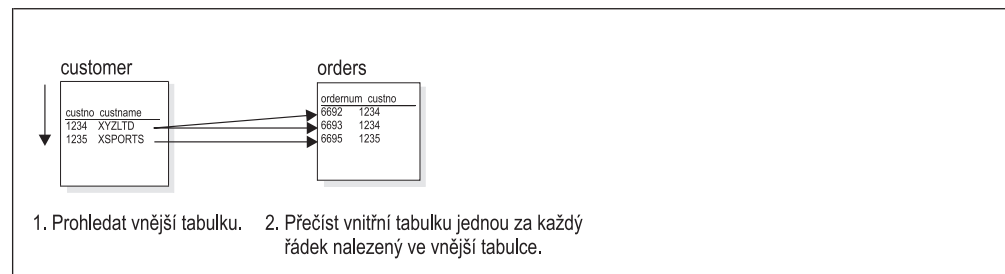 customer
custno custname
1234 XYZLTD
1235 XSPORTS
orders
ordernum custno
6692 1234
6693 1234
6695 1235
1. Prohledat vnější tabulku.
2. Přečíst vnitřní tabulku jednou za každý
řádek nalezený ve vnější tabulce.